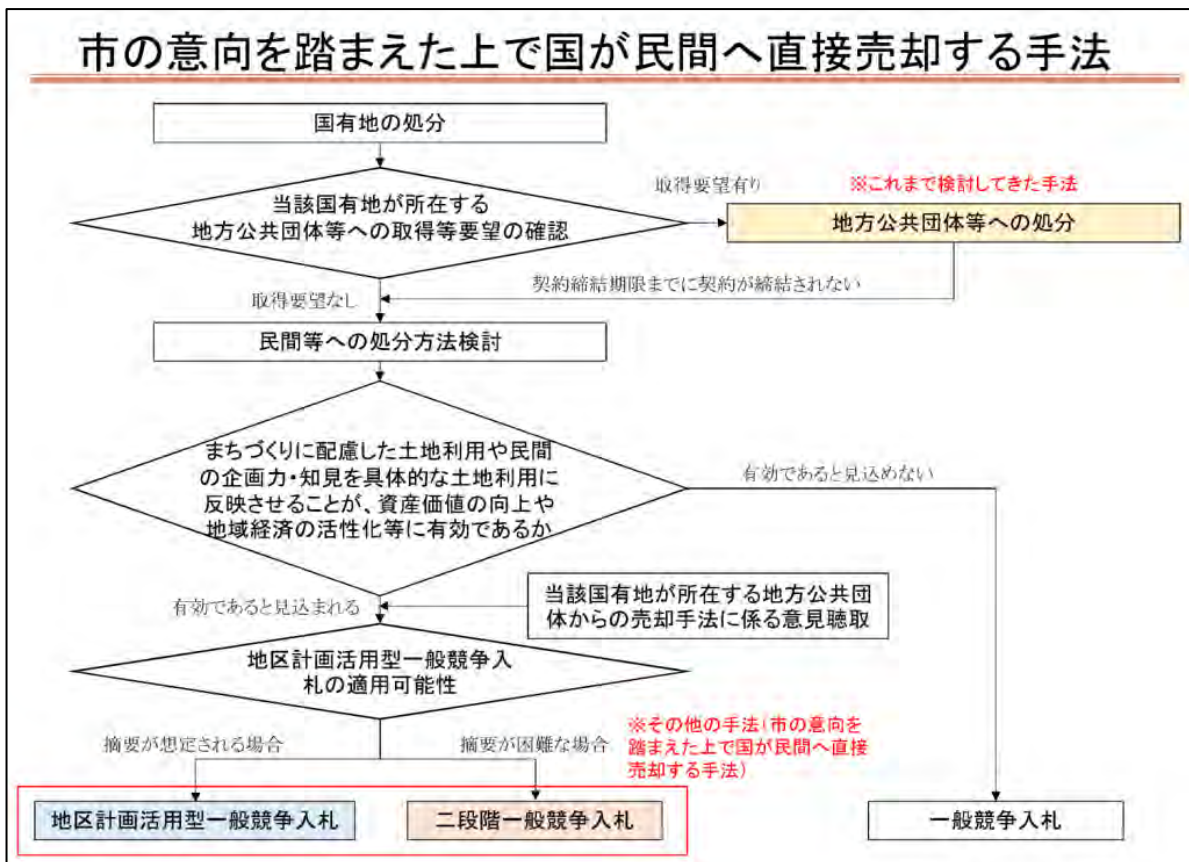 市の意向を踏まえた上で国が民間へ直接売却する手法
国有地の処分
当該国有地が所在する
地方公共団体等への取得等要望の確認
取得要望有り
※これまで検討してきた手法
地方公共団体等への処分
契約締結期限までに契約が締結されない
取得要望なし
民間等への処分方法検討
まちづくりに配慮した土地利用や民間
の企画力・知見を具体的な土地利用に
反映させることが、資産価値の向上や
地域経済の活性化等に有効であるか
有効であると見込めない
有効であると見込まれる
当該国有地が所在する地方公共団
体からの売却手法に係る意見聴取
地区計画活用型一般競争入
札の適用可能性
摘要が想定される場合
摘要が困難な場合
※その他の手法(市の意向を
踏まえた上で国が民間へ直接
売却する手法)
地区計画活用型一般競争入札
二段階一般競争入札
一般競争入札